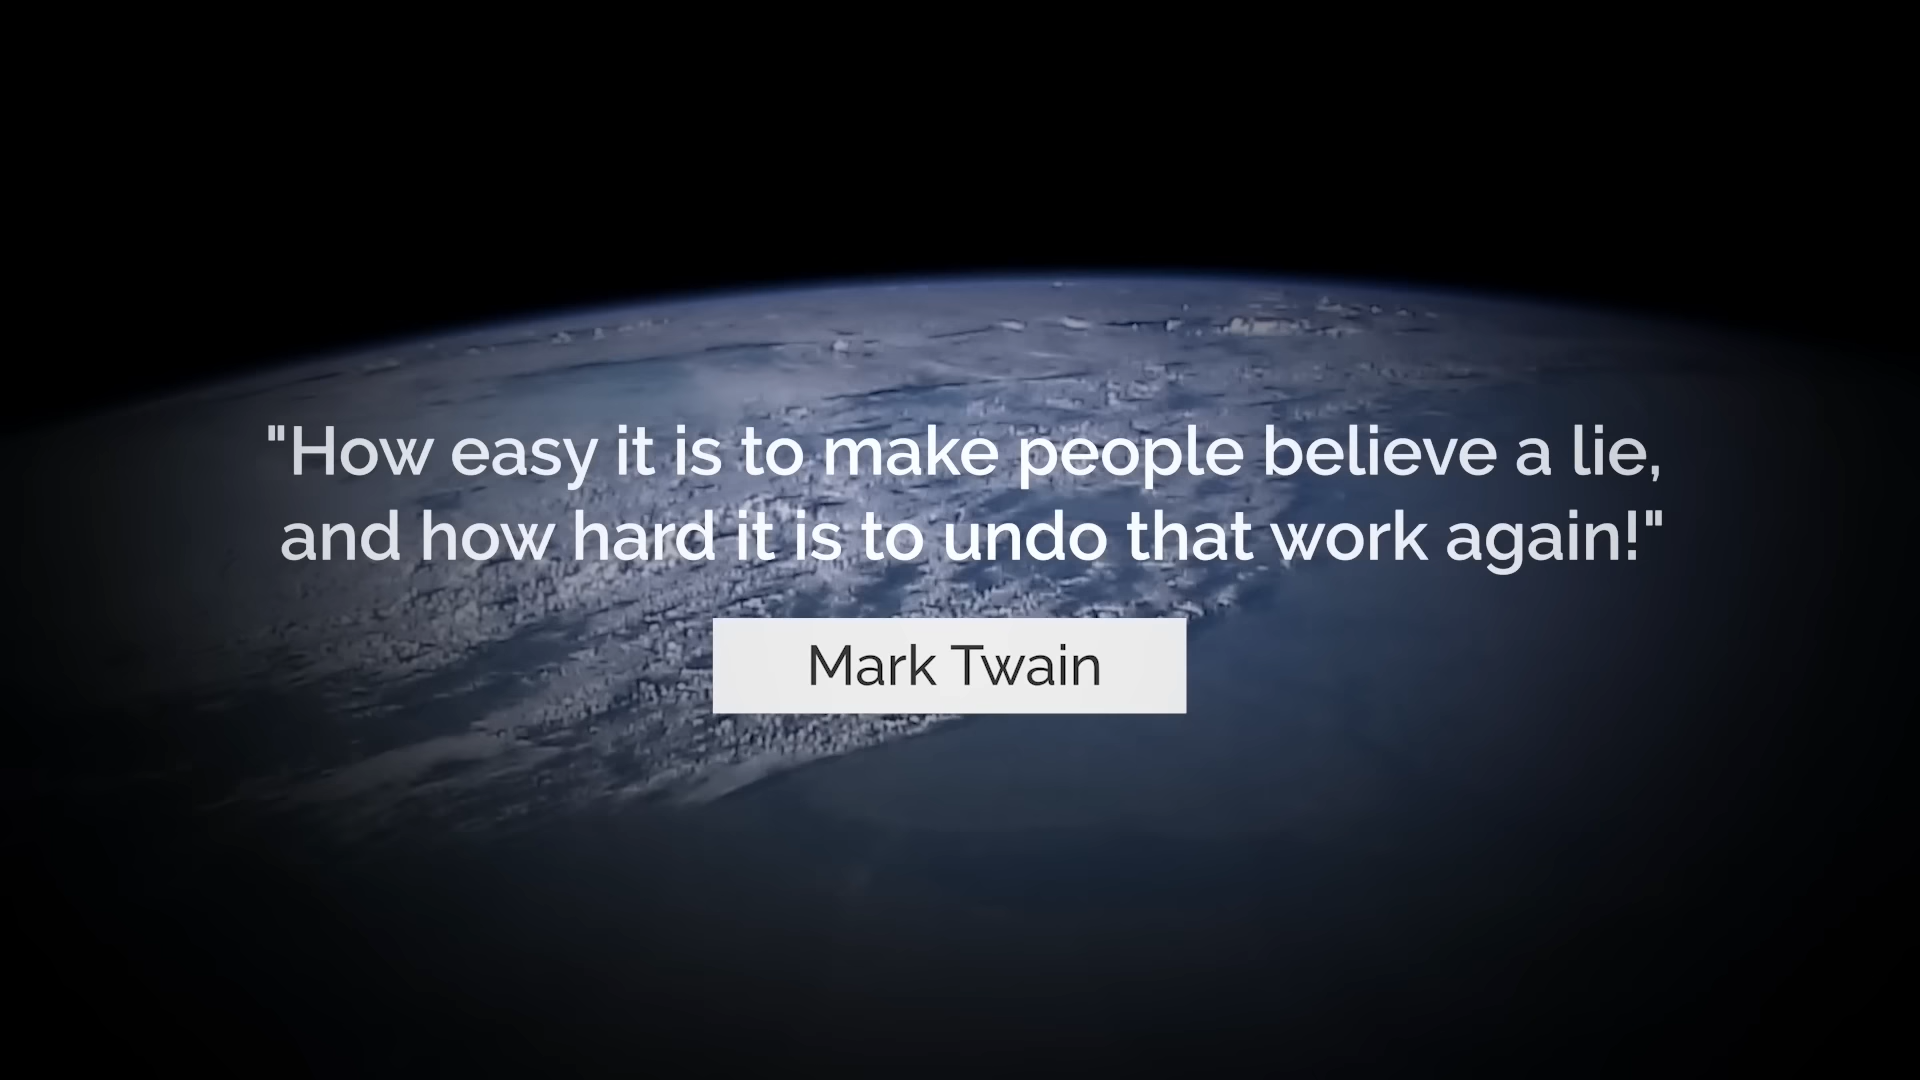 "How easy it is to make people believe a lie,
and how hard it is to undo that work again!"
Mark Twain